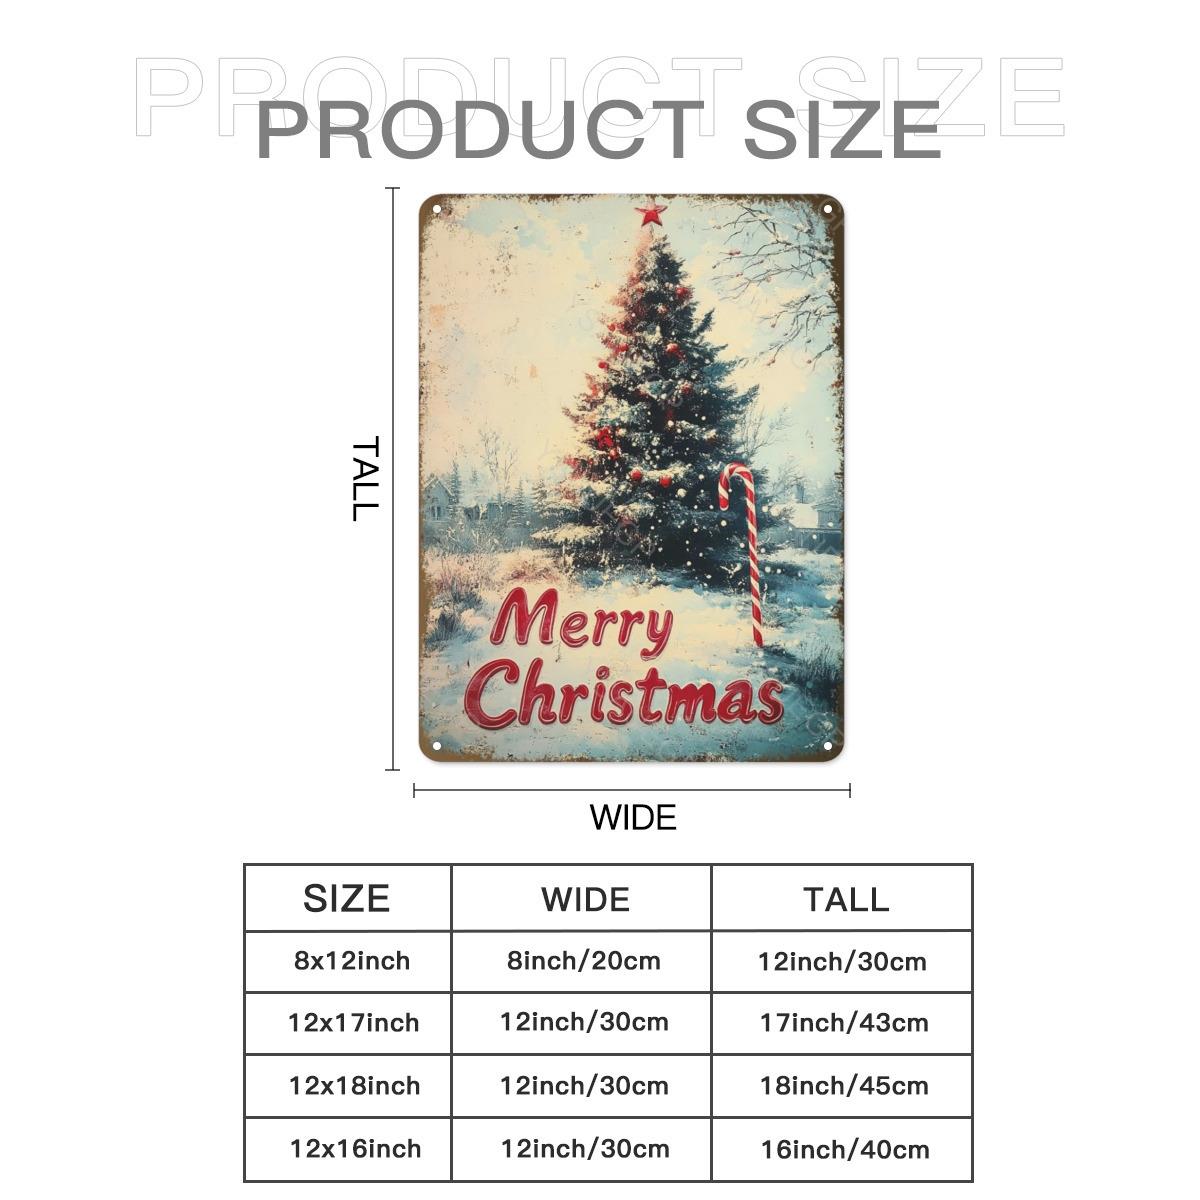 PRODUCT SIZE
PRODUCT SIZE
TALL
Merry
Christmas
WIDE
SIZE WIDE TALL
8x12inch 8inch/20cm 12inch/30cm
12x17inch 12inch/30cm 17inch/43cm
12x18inch 12inch/30cm 18inch/45cm
12x16inch 12inch/30cm 16inch/40cm